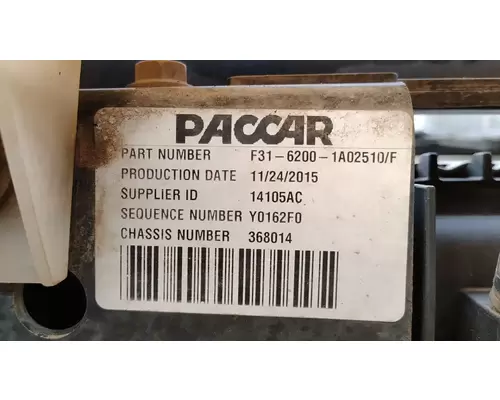 PACCAR
PART NUMBER F31-6200-1A02510/F
PRODUCTION DATE 11/24/2015
SUPPLIER ID 14105AC
SEQUENCE NUMBER Y0162F0
CHASSIS NUMBER 368014